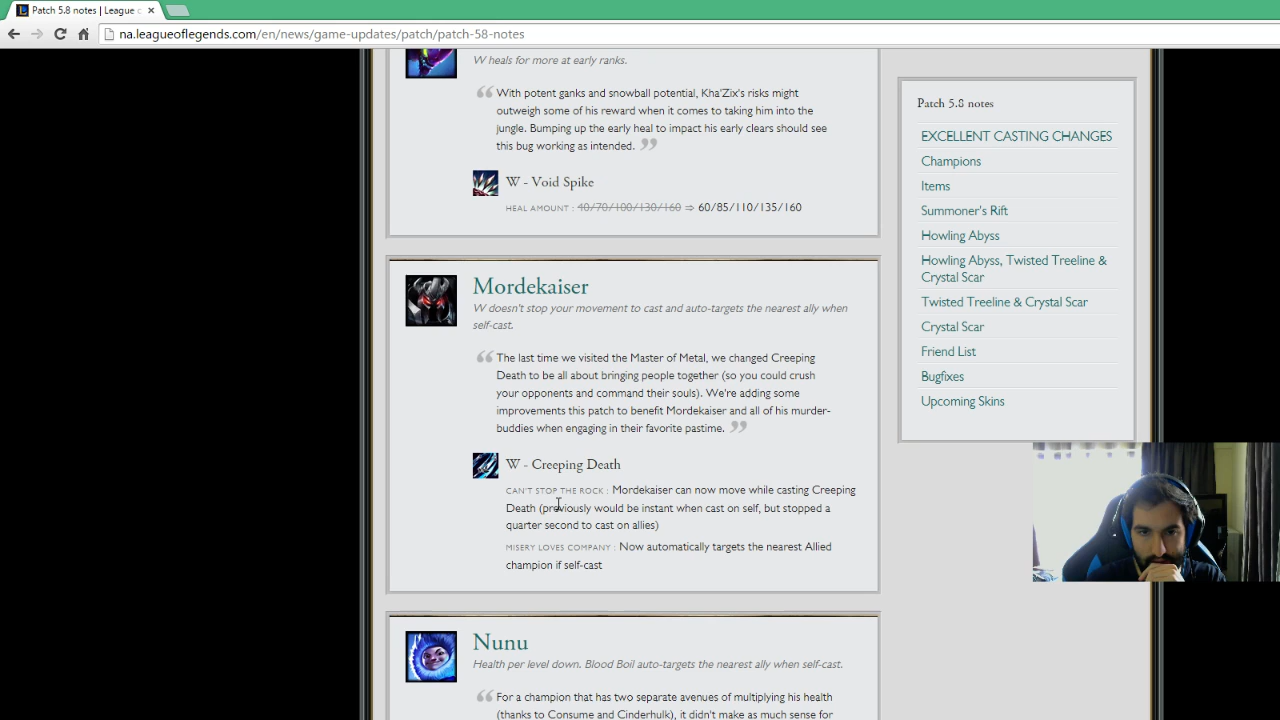 Patch 5.8 notes | League c
na.leagueoflegends.com/en/news/game-updates/patch/patch-58-notes
W heals for more at early ranks.
With potent ganks and snowball potential, Kha'Zix's risks might
outweigh some of his reward when it comes to taking him into the
jungle. Bumping up the early heal to impact his early clears should see
this bug working as intended.
W - Void Spike
HEAL AMOUNT : 40/70/100/130/160 ⇒ 60/85/110/135/160
Mordekaiser
W doesn't stop your movement to cast and auto-targets the nearest ally when
self-cast.
The last time we visited the Master of Metal, we changed Creeping
Death to be all about bringing people together (so you could crush
your opponents and command their souls). We're adding some
improvements this patch to benefit Mordekaiser and all of his murder-
buddies when engaging in their favorite pastime.
W - Creeping Death
CAN'T STOP THE ROCK : Mordekaiser can now move while casting Creeping
Death (previously would be instant when cast on self, but stopped a
quarter second to cast on allies)
MISERY LOVES COMPANY : Now automatically targets the nearest Allied
champion if self-cast
Nunu
Health per level down. Blood Boil auto-targets the nearest ally when self-cast.
For a champion that has two separate avenues of multiplying his health
(thanks to Consume and Cinderhulk), it didn't make as much sense for
Patch 5.8 notes
EXCELLENT CASTING CHANGES
Champions
Items
Summoner's Rift
Howling Abyss
Howling Abyss, Twisted Treeline &
Crystal Scar
Twisted Treeline & Crystal Scar
Crystal Scar
Friend List
Bugfixes
Upcoming Skins